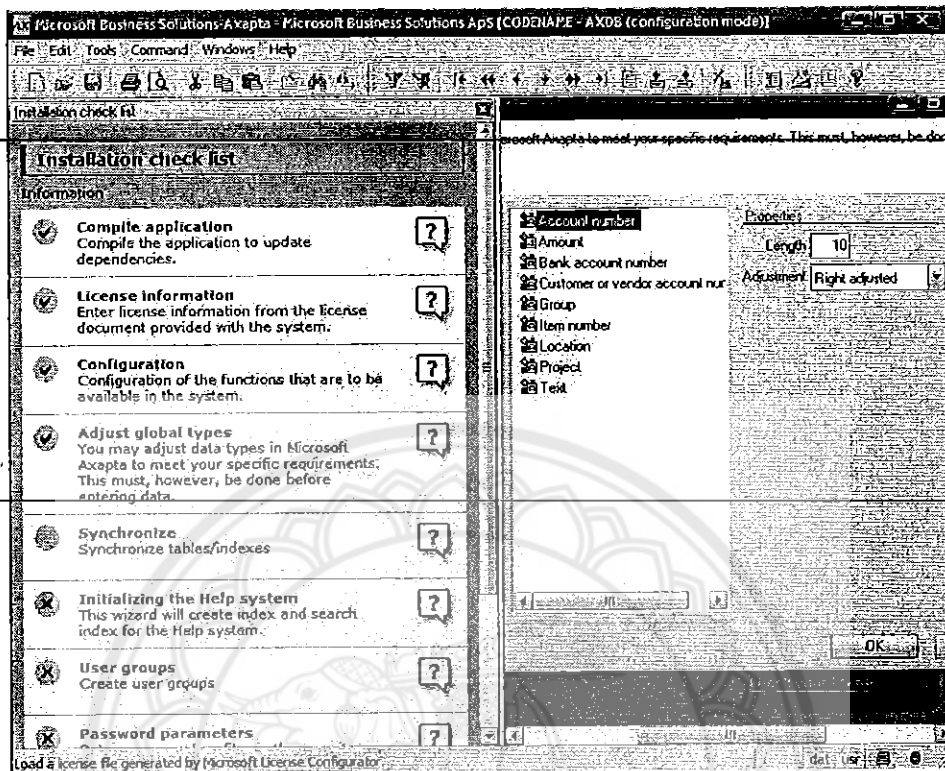 Microsoft Business Solutions-Axapta - Microsoft Business Solutions ApS [CODENAME - AXDB (configuration mode)]
File Edit Tools Command Windows Help
Installation check list
Installation check list
Information
Compile application
Compile the application to update
dependencies.
License information
Enter license information from the license
document provided with the system.
Configuration
Configuration of the functions that are to be
available in the system.
Adjust global types
You may adjust data types in Microsoft
Axapta to meet your specific requirements.
This must, however, be done before
entering data.
Synchronize
Synchronize tables/indexes
Initializing the Help system
This wizard will create index and search
index for the Help system.
User groups
Create user groups
Password parameters
Axapta to meet your specific requirements. This must, however, be
Account number
Amount
Bank account number
Customer or vendor account
Group
Item number
Location
Project
Text
Properties
Length 10
Adjustment Right adjusted
OK
Load a license file generated by Microsoft License Configurator
dat usr